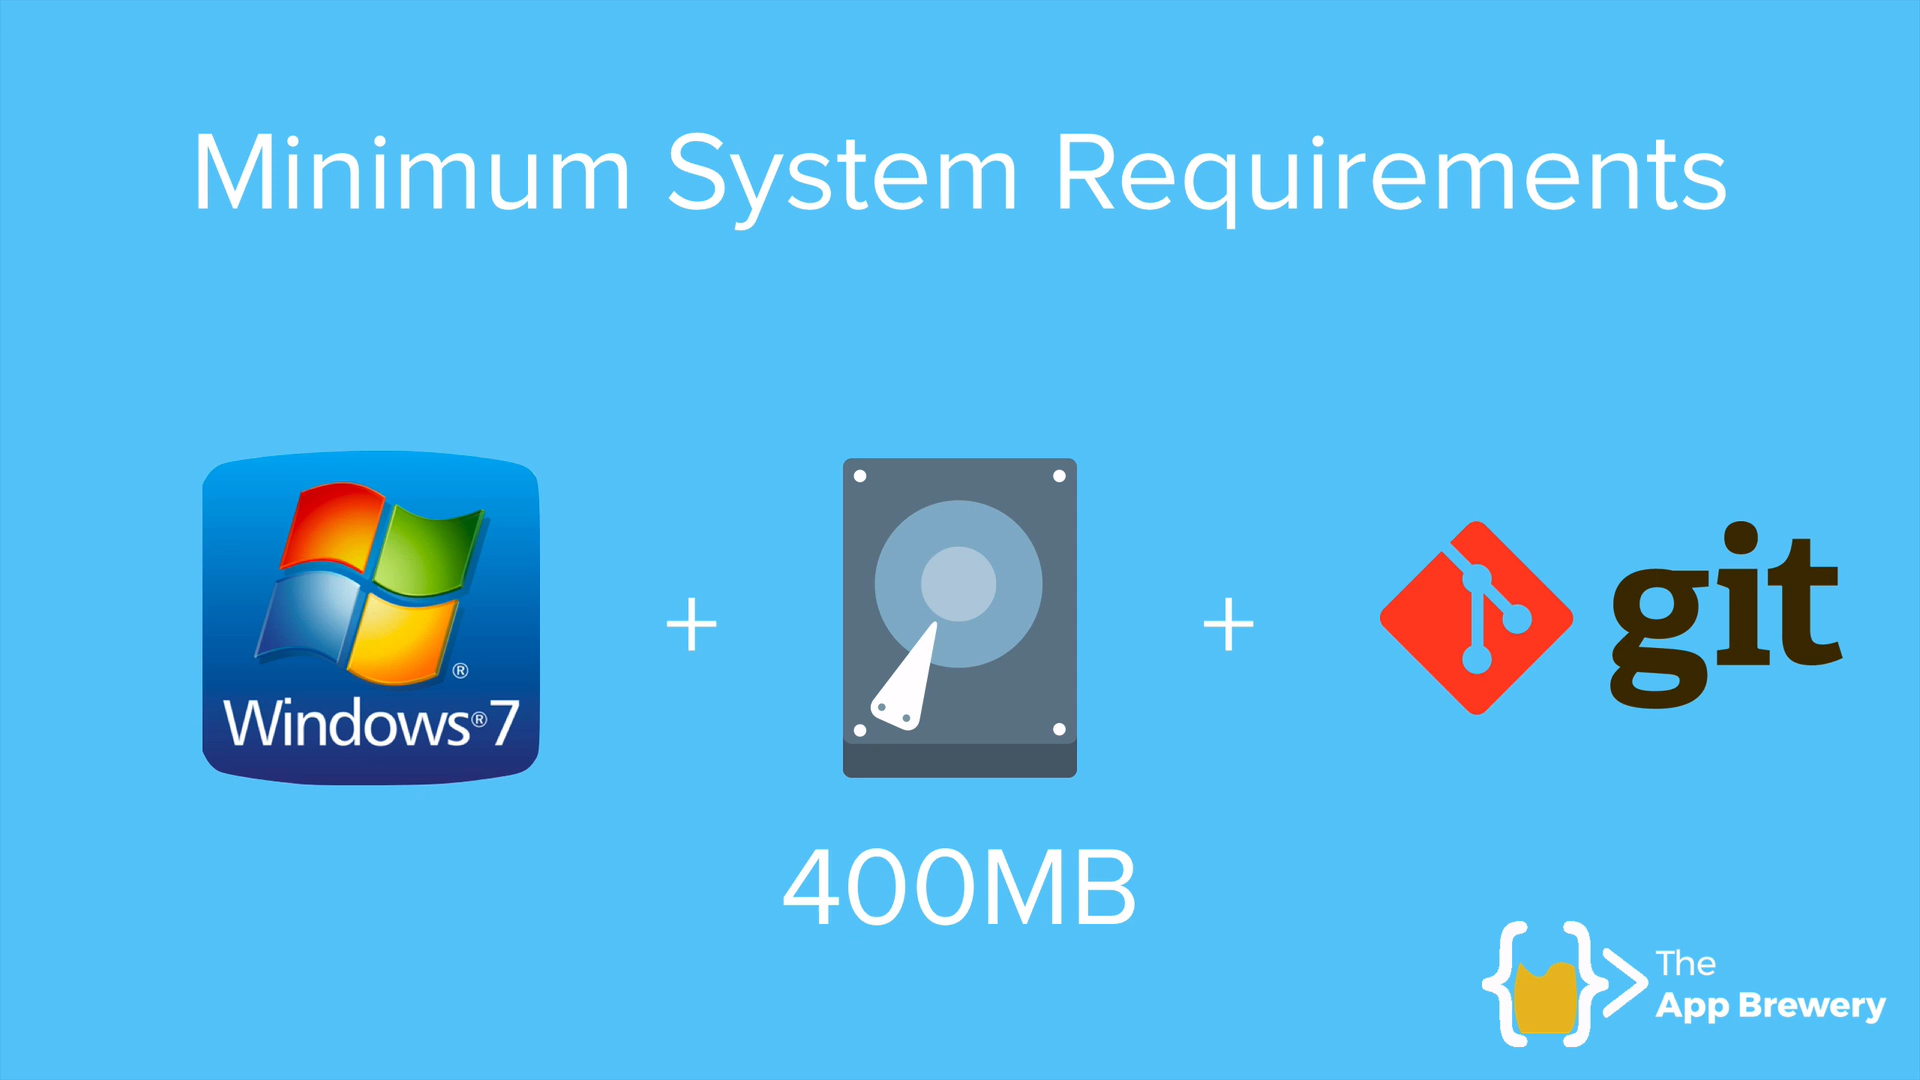 Minimum System Requirements
®
Windows®7
+
+
git
400MB
The
App Brewery